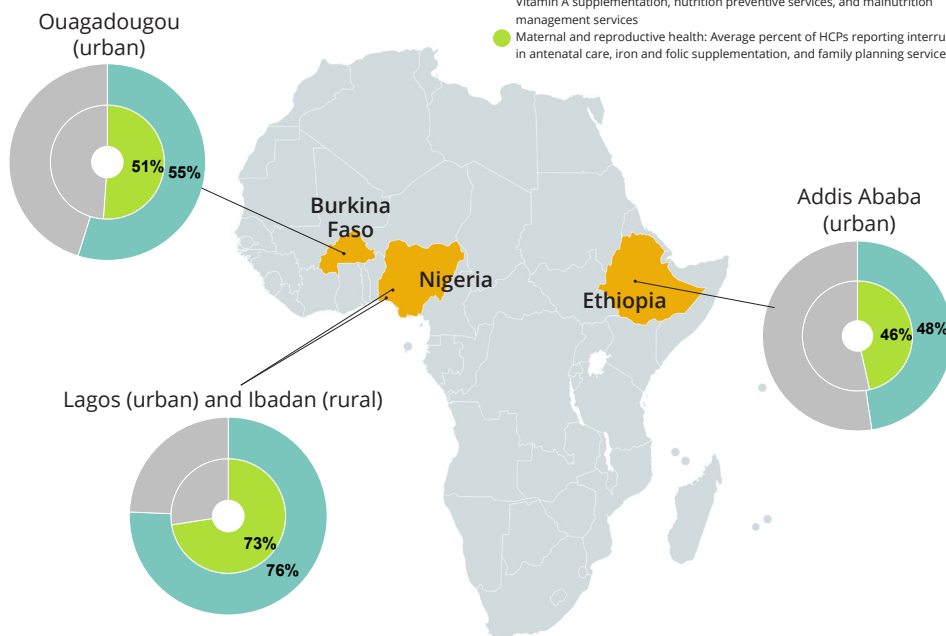 Vitamin A supplementation, nutrition preventive services, and malnutrition
management services
Maternal and reproductive health: Average percent of HCPs reporting interru
in antenatal care, iron and folic supplementation, and family planning service
Ouagadougou
(urban)
51%
55%
Burkina
Faso
Nigeria
Ethiopia
Addis Ababa
(urban)
46%
48%
Lagos (urban) and Ibadan (rural)
73%
76%